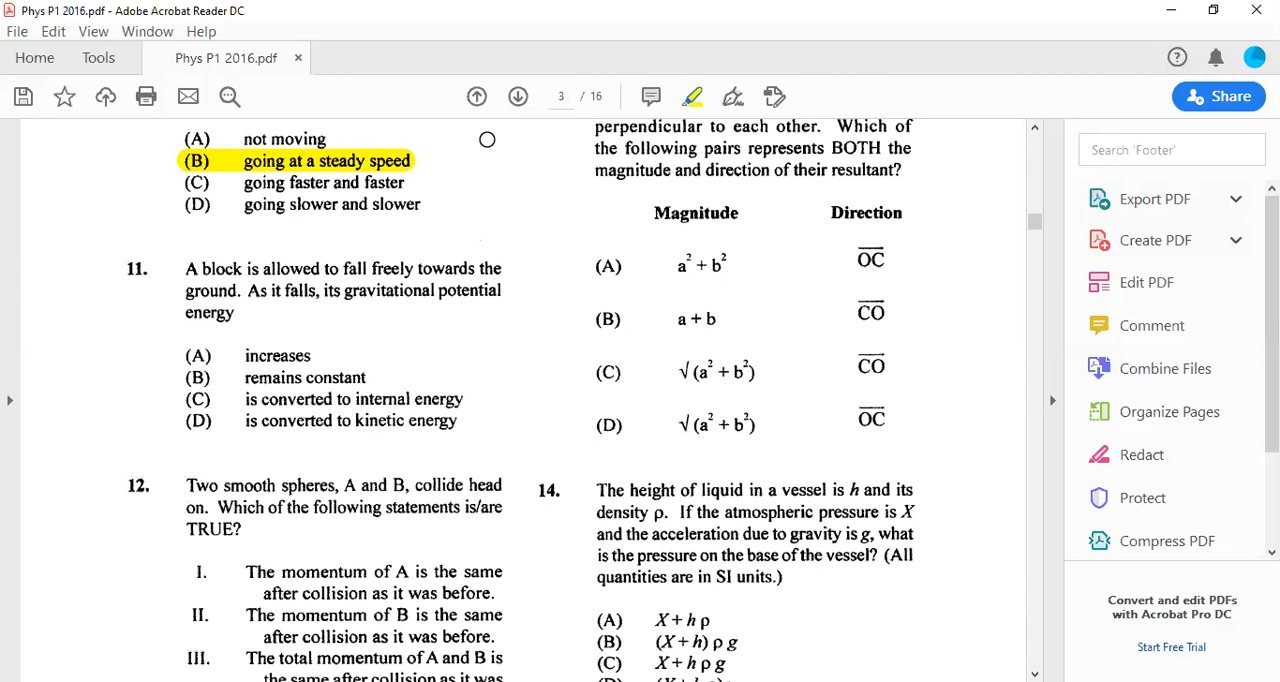 Phys P1 2016.pdf - Adobe Acrobat Reader DC
File Edit View Window Help
Home Tools Phys P1 2016.pdf ×
3 / 16
Share
(A) not moving
(B) going at a steady speed
(C) going faster and faster
(D) going slower and slower
11. A block is allowed to fall freely towards the
ground. As it falls, its gravitational potential
energy
(A) increases
(B) remains constant
(C) is converted to internal energy
(D) is converted to kinetic energy
12. Two smooth spheres, A and B, collide head
on. Which of the following statements is/are
TRUE?
I. The momentum of A is the same
after collision as it was before.
II. The momentum of B is the same
after collision as it was before.
III. The total momentum of A and B is
the same after collision as it was
perpendicular to each other. Which of
the following pairs represents BOTH the
magnitude and direction of their resultant?
Magnitude Direction
(A) a² + b² OC
(B) a + b CO
(C) √(a² + b²) CO
(D) √(a² + b²) OC
14. The height of liquid in a vessel is h and its
density ρ. If the atmospheric pressure is X
and the acceleration due to gravity is g, what
is the pressure on the base of the vessel? (All
quantities are in SI units.)
(A) X + h ρ
(B) (X + h) ρ g
(C) X + h ρ g
Search 'Footer'
Export PDF
Create PDF
Edit PDF
Comment
Combine Files
Organize Pages
Redact
Protect
Compress PDF
Convert and edit PDFs
with Acrobat Pro DC
Start Free Trial